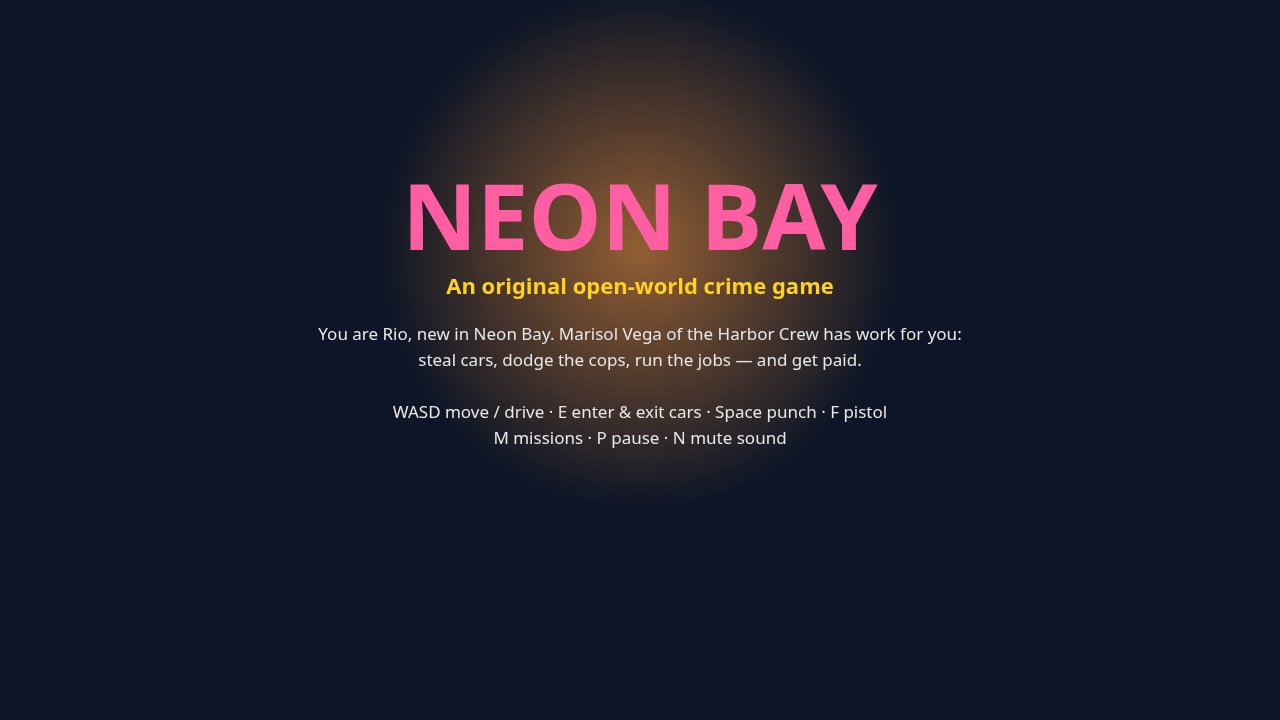 NEON BAY
An original open-world crime game
You are Rio, new in Neon Bay. Marisol Vega of the Harbor Crew has work for you:
steal cars, dodge the cops, run the jobs — and get paid.
WASD move / drive · E enter & exit cars · Space punch · F pistol
M missions · P pause · N mute sound